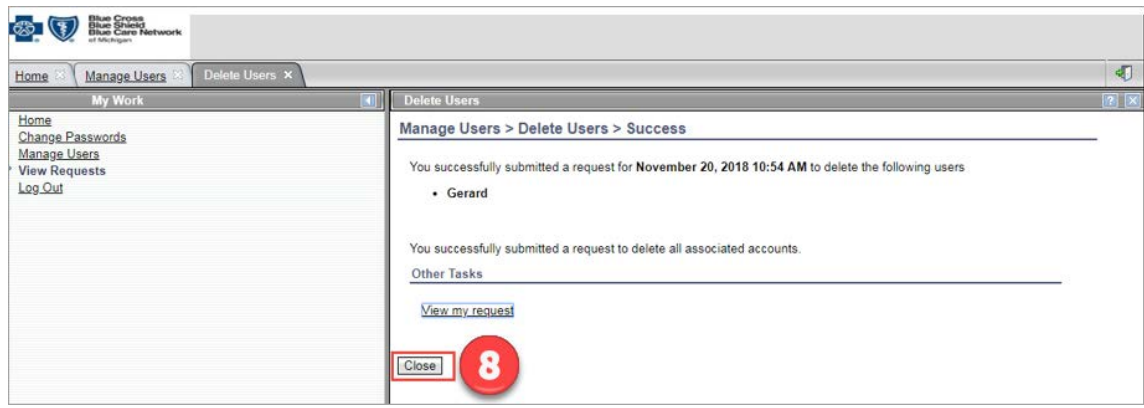 Blue Cross
Blue Shield
Blue Care Network
of Michigan
Home Manage Users Delete Users
My Work
Home
Change Passwords
Manage Users
View Requests
Log Out
Delete Users
Manage Users > Delete Users > Success
You successfully submitted a request for November 20, 2018 10:54 AM to delete the following users
• Gerard
You successfully submitted a request to delete all associated accounts.
Other Tasks
View my request
Close 8